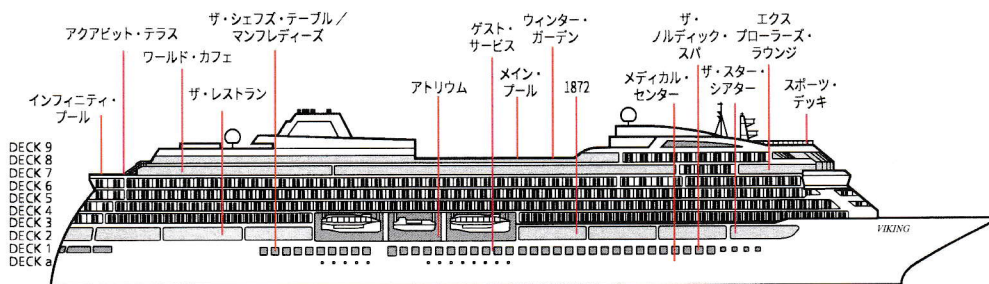 ザ・シェフズ・テーブル／
マンフレディーズ
アクアビット・テラス
ワールド・カフェ
インフィニティ・
プール
ザ・レストラン
アトリウム
ゲスト・
サービス
メイン・
プール
ウィンター・
ガーデン
1872
メディカル・
センター
ザ・
ノルディック・
スパ
ザ・スター・
シアター
エクス
プローラーズ・
ラウンジ
スポーツ・
デッキ
DECK 9
DECK 8
DECK 7
DECK 6
DECK 5
DECK 4
DECK 3
DECK 2
DECK 1
DECK a
VIKING